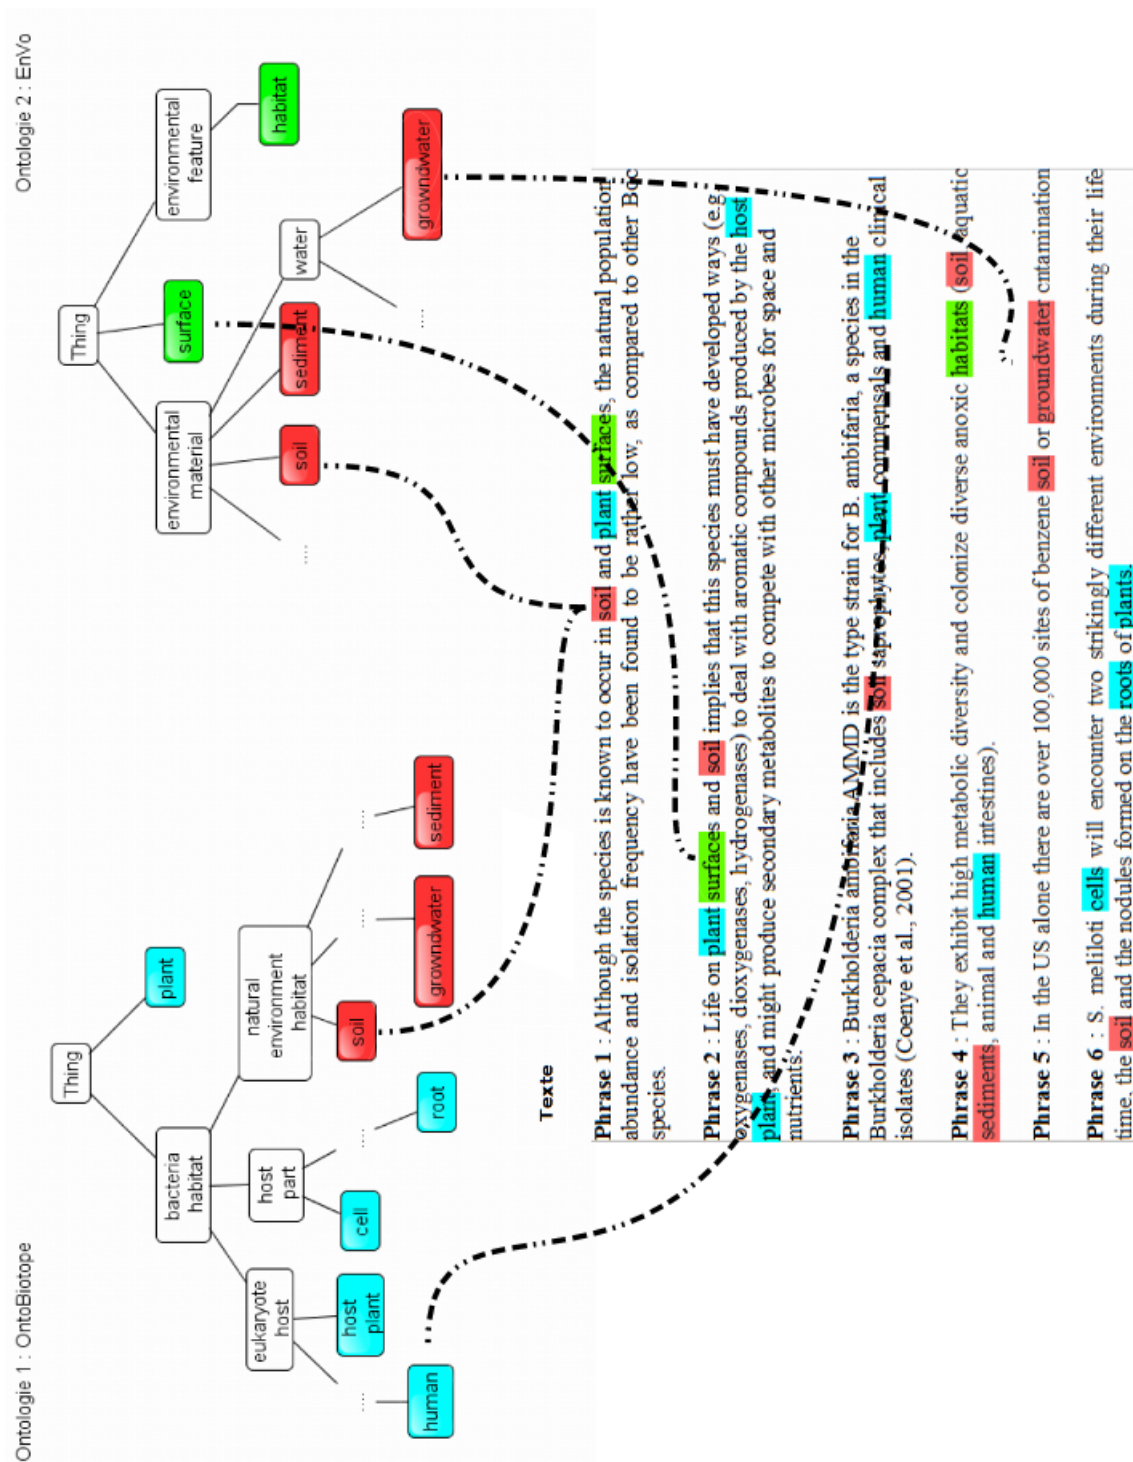 Ontologie 1 : OntoBiotope
Thing
bacteria
habitat
plant
eukaryote
host
host
part
natural
environment
habitat
human
host
plant
cell
root
soil
growndwater
sediment
....
....
....
....
Ontologie 2 : EnVo
Thing
environmental
material
surface
environmental
feature
soil
sediment
water
habitat
growndwater
....
....
Texte
Phrase 1 : Although the species is known to occur in soil and plant surfaces, the natural population
abundance and isolation frequency have been found to be rather low, as compared to other Bcc
species.
Phrase 2 : Life on plant surfaces and soil implies that this species must have developed ways (e.g.
oxygenases, dioxygenases, hydrogenases) to deal with aromatic compounds produced by the host
plant, and might produce secondary metabolites to compete with other microbes for space and
nutrients.
Phrase 3 : Burkholderia ambifaria AMMD is the type strain for B. ambifaria, a species in the
Burkholderia cepacia complex that includes soil saprophytes, plant commensals and human clinical
isolates (Coenye et al., 2001).
Phrase 4 : They exhibit high metabolic diversity and colonize diverse anoxic habitats (soil aquatic
sediments, animal and human intestines).
Phrase 5 : In the US alone there are over 100,000 sites of benzene soil or groundwater cntamination
Phrase 6 : S. meliloti cells will encounter two strikingly different environments during their life
time, the soil and the nodules formed on the roots of plants.